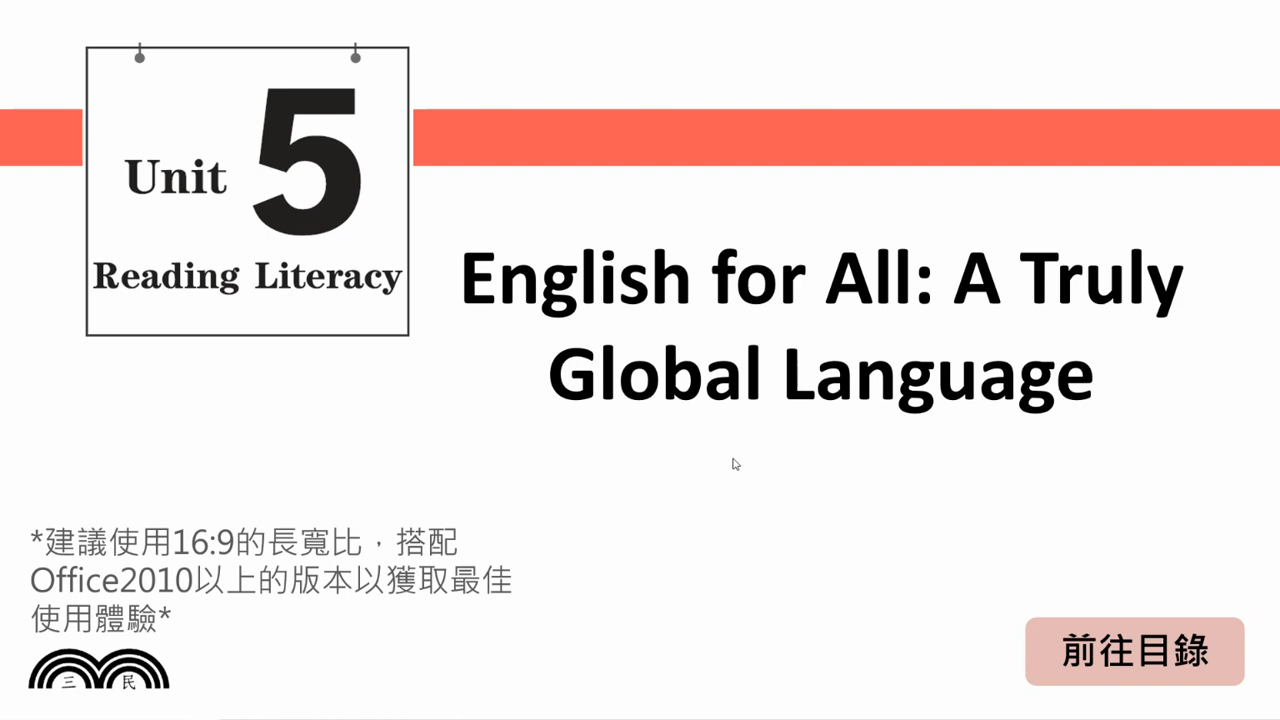 Unit 5
Reading Literacy
English for All: A Truly
Global Language
*建議使用16:9的長寬比，搭配
Office2010以上的版本以獲取最佳
使用體驗*
三民
前往目錄